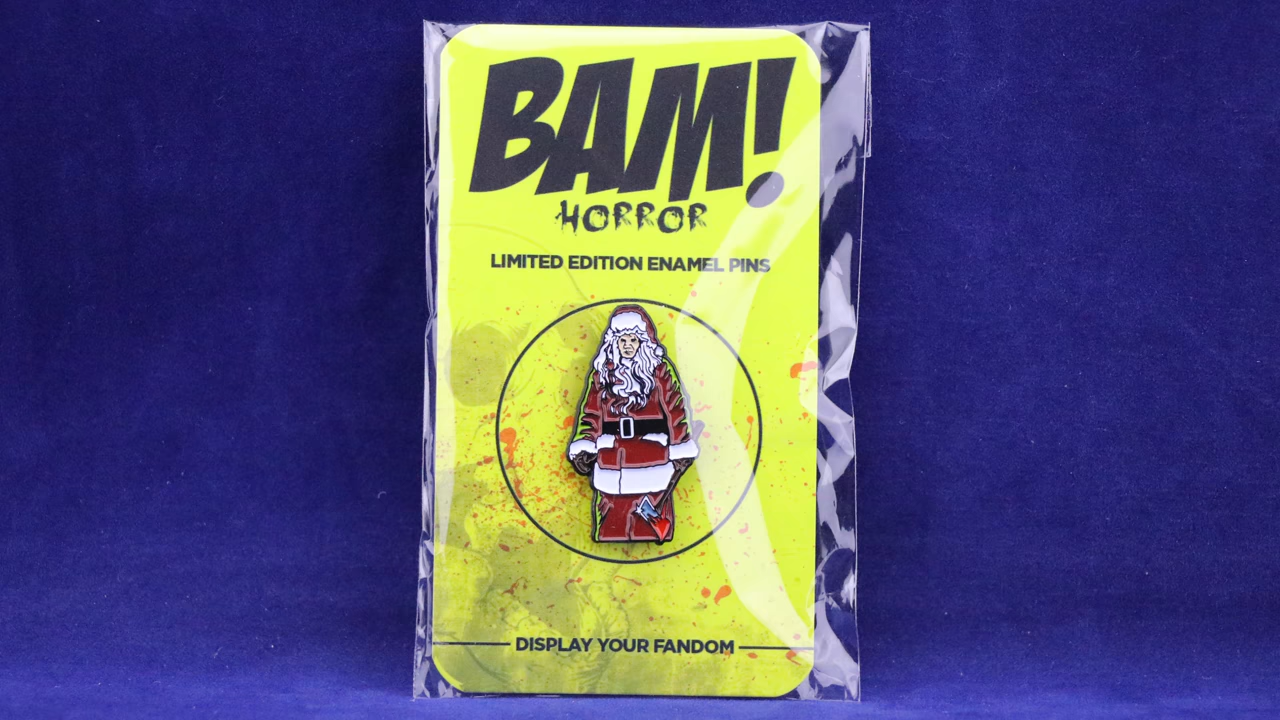 BAM!
HORROR
LIMITED EDITION ENAMEL PINS
DISPLAY YOUR FANDOM